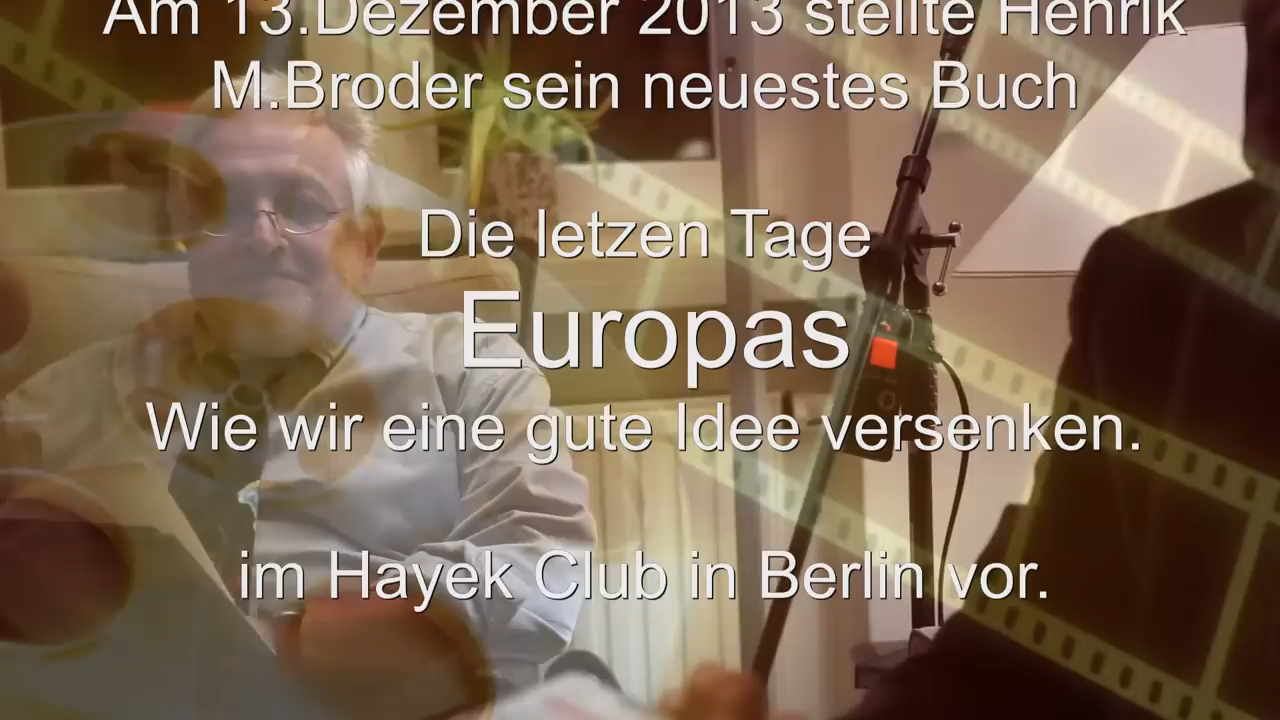 Am 13.Dezember 2013 stellte Henrik
M.Broder sein neuestes Buch
Die letzen Tage
Europas
Wie wir eine gute Idee versenken.
im Hayek Club in Berlin vor.